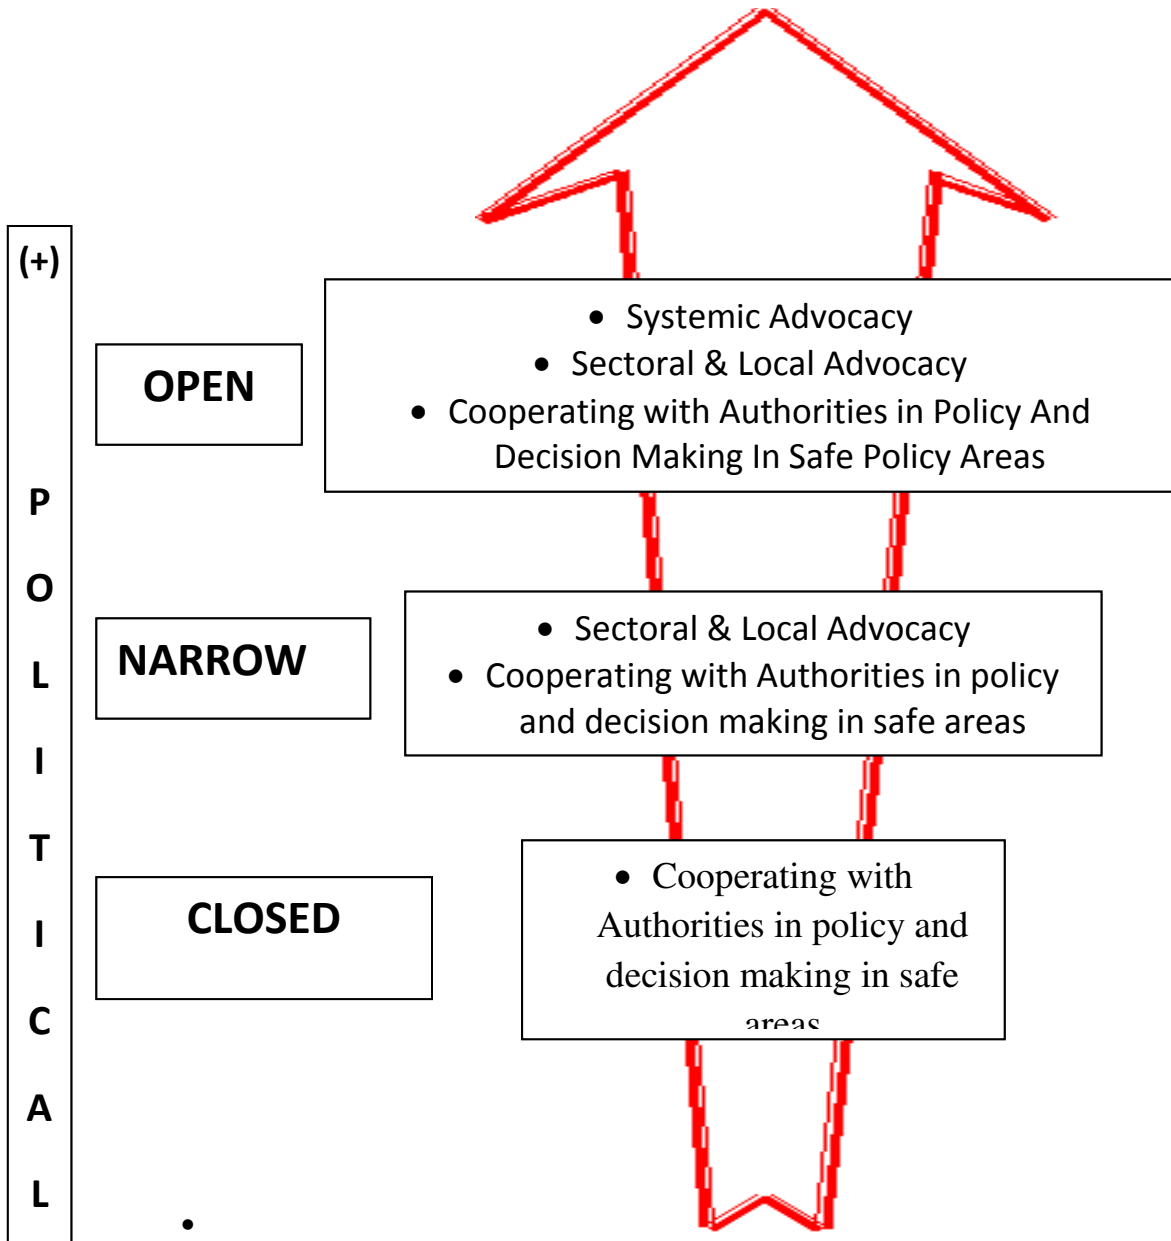 (+)
P
O
L
I
T
I
C
A
L
OPEN
• Systemic Advocacy
• Sectoral & Local Advocacy
• Cooperating with Authorities in Policy And
Decision Making In Safe Policy Areas
NARROW
• Sectoral & Local Advocacy
• Cooperating with Authorities in policy
and decision making in safe areas
CLOSED
• Cooperating with
Authorities in policy and
decision making in safe
areas
•